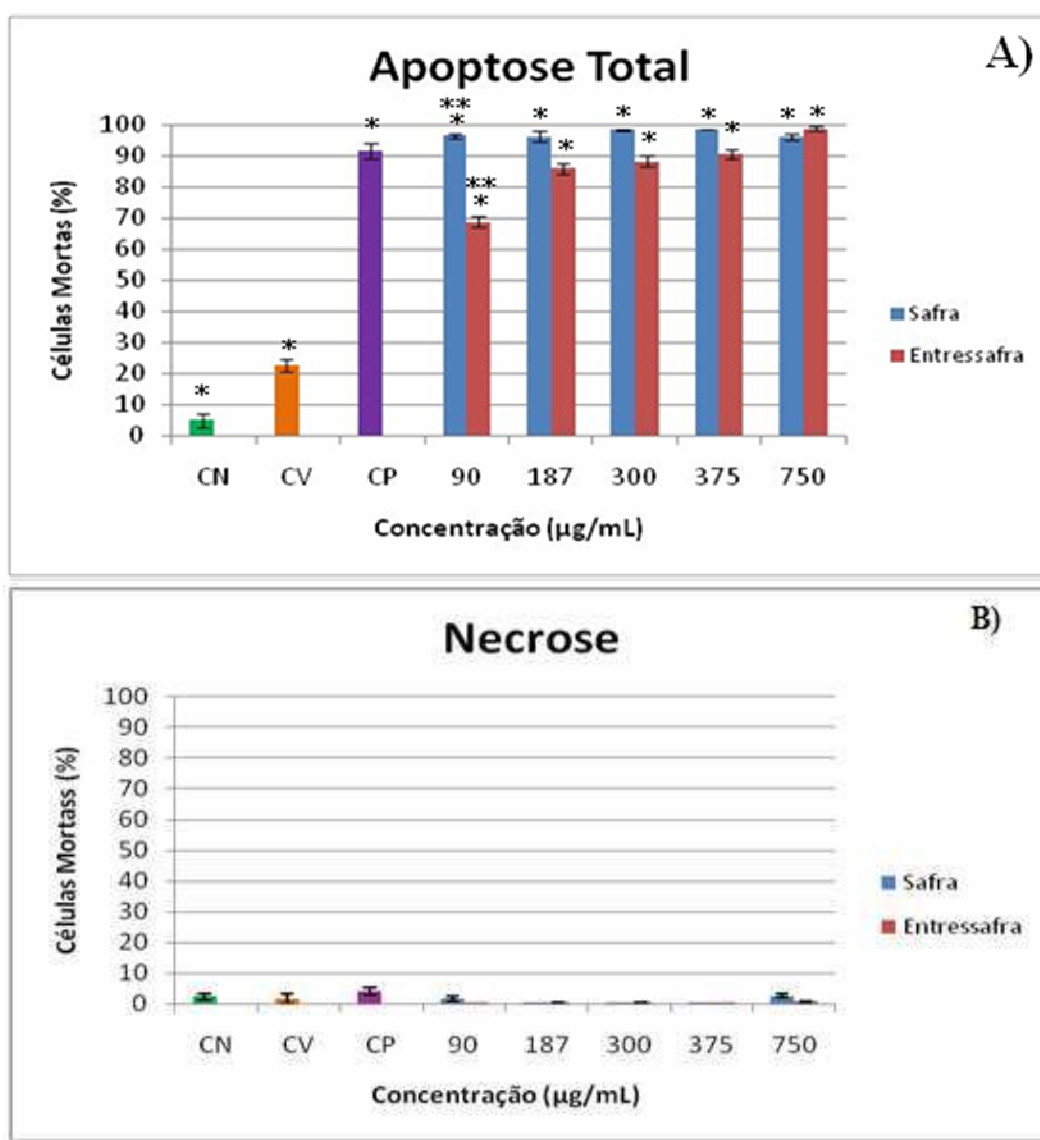 A)
Apoptose Total
Células Mortas (%)
100
90
80
70
60
50
40
30
20
10
0
*
*
*
**
*
**
*
*
*
*
*
*
*
*
*
CN CV CP 90 187 300 375 750
Concentração (µg/mL)
Safra
Entressafra
B)
Necrose
Células Mortass (%)
100
90
80
70
60
50
40
30
20
10
0
CN CV CP 90 187 300 375 750
Concentração (µg/mL)
Safra
Entressafra